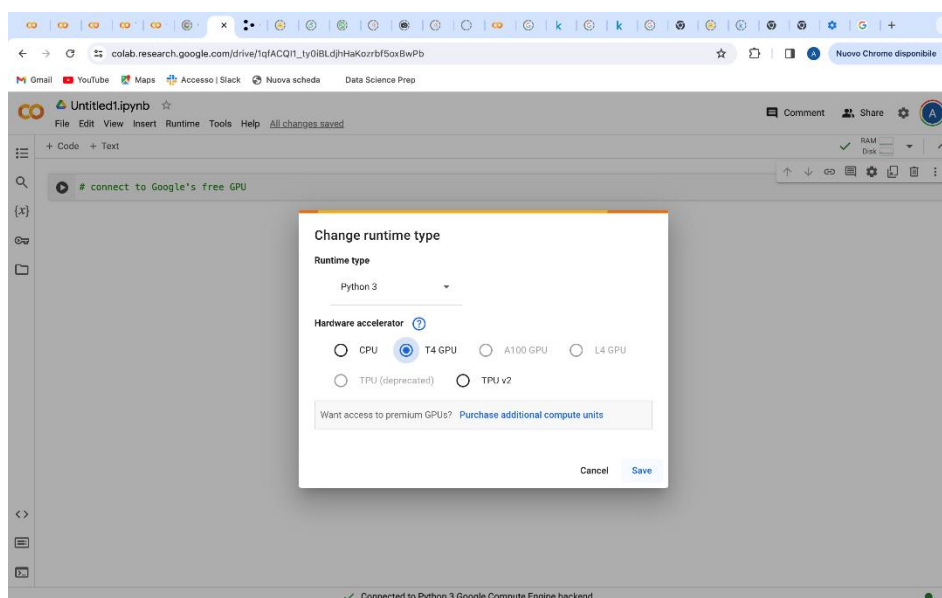 colab.research.google.com/drive/1qfACQI1_ty0iBLdjhHaKozrbf5oxBwPb
Nuovo Chrome disponibile
Gmail YouTube Maps Accesso | Slack Nuova scheda Data Science Prep
Untitled1.ipynb
Comment Share A
File Edit View Insert Runtime Tools Help All changes saved
+ Code + Text
RAM
Disk
# connect to Google's free GPU
{x}
Change runtime type
Runtime type
Python 3
Hardware accelerator ?
CPU T4 GPU A100 GPU L4 GPU
TPU (deprecated) TPU v2
Want access to premium GPUs? Purchase additional compute units
Cancel Save
Connected to Python 3 Google Compute Engine backend